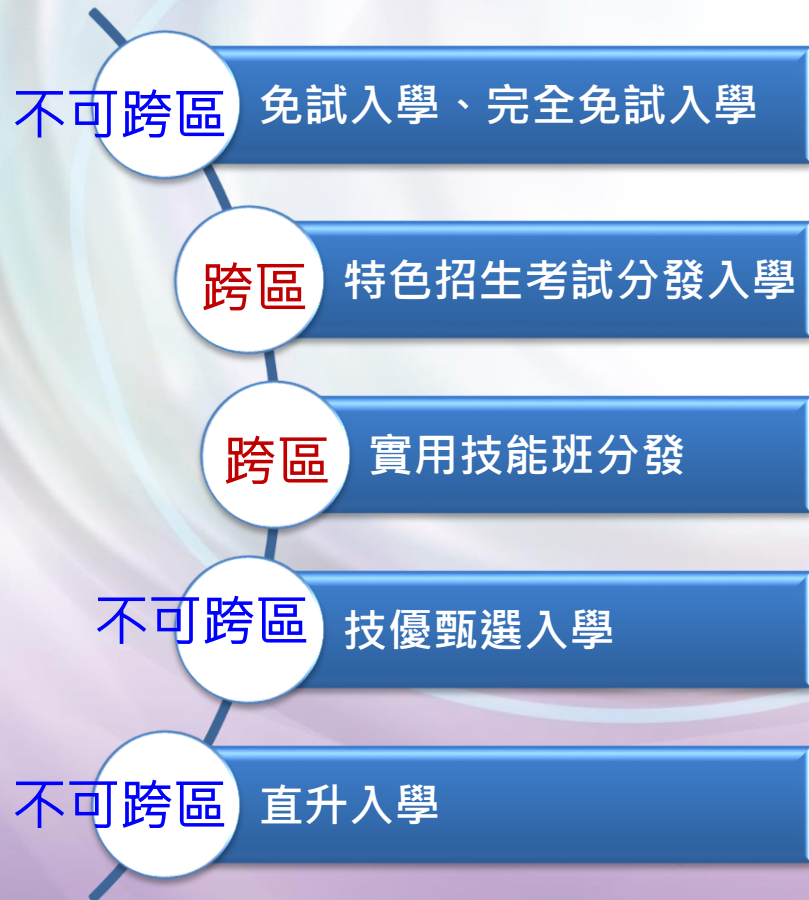 不可跨區 免試入學、完全免試入學
跨區 特色招生考試分發入學
跨區 實用技能班分發
不可跨區 技優甄選入學
不可跨區 直升入學